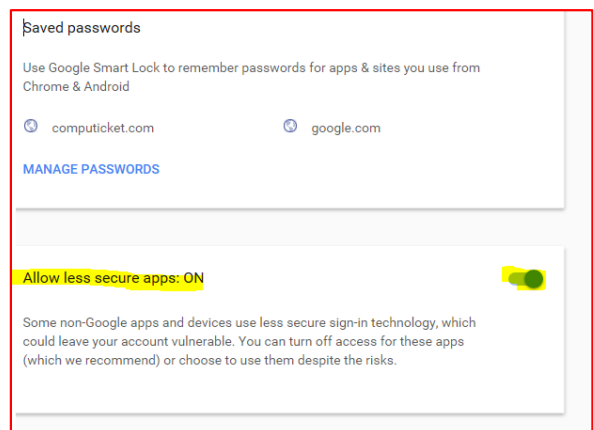 Saved passwords
Use Google Smart Lock to remember passwords for apps & sites you use from
Chrome & Android
computicket.com google.com
MANAGE PASSWORDS
Allow less secure apps: ON
Some non-Google apps and devices use less secure sign-in technology, which
could leave your account vulnerable. You can turn off access for these apps
(which we recommend) or choose to use them despite the risks.